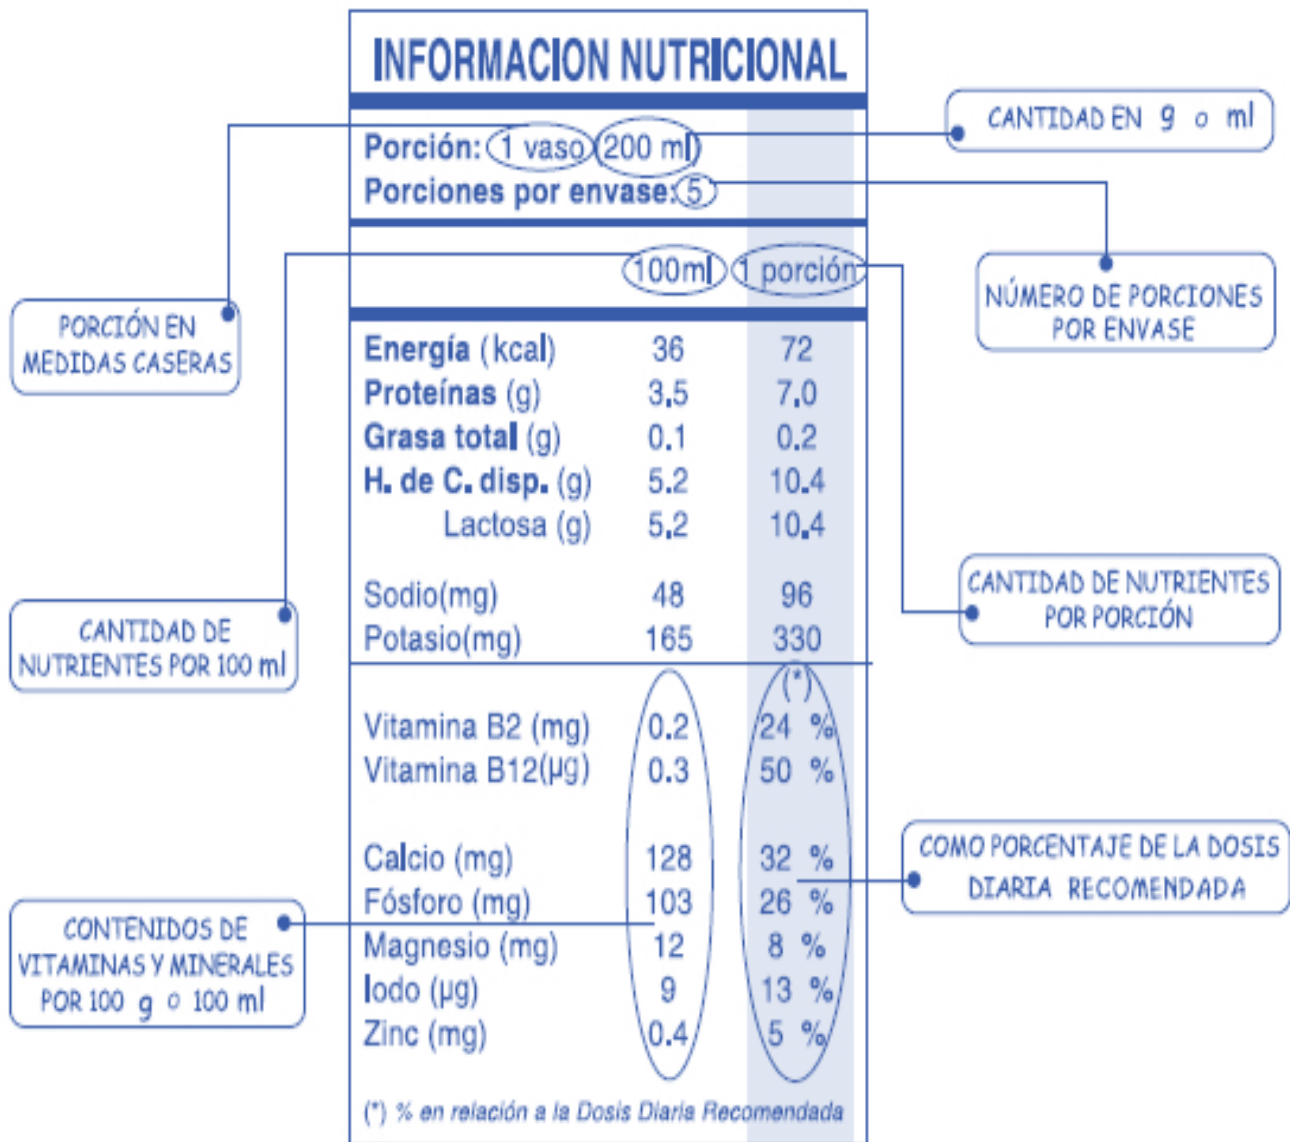 INFORMACION NUTRICIONAL
Porción: 1 vaso (200 ml)
Porciones por envase: 5
100ml 1 porción
Energía (kcal) 36 72
Proteínas (g) 3.5 7.0
Grasa total (g) 0.1 0.2
H. de C. disp. (g) 5.2 10.4
Lactosa (g) 5.2 10.4
Sodio(mg) 48 96
Potasio(mg) 165 330
(*)
Vitamina B2 (mg) 0.2 24 %
Vitamina B12(μg) 0.3 50 %
Calcio (mg) 128 32 %
Fósforo (mg) 103 26 %
Magnesio (mg) 12 8 %
Iodo (μg) 9 13 %
Zinc (mg) 0.4 5 %
(*) % en relación a la Dosis Diaria Recomendada
PORCIÓN EN
MEDIDAS CASERAS
CANTIDAD DE
NUTRIENTES POR 100 ml
CONTENIDOS DE
VITAMINAS Y MINERALES
POR 100 g o 100 ml
CANTIDAD EN g o ml
NÚMERO DE PORCIONES
POR ENVASE
CANTIDAD DE NUTRIENTES
POR PORCIÓN
COMO PORCENTAJE DE LA DOSIS
DIARIA RECOMENDADA